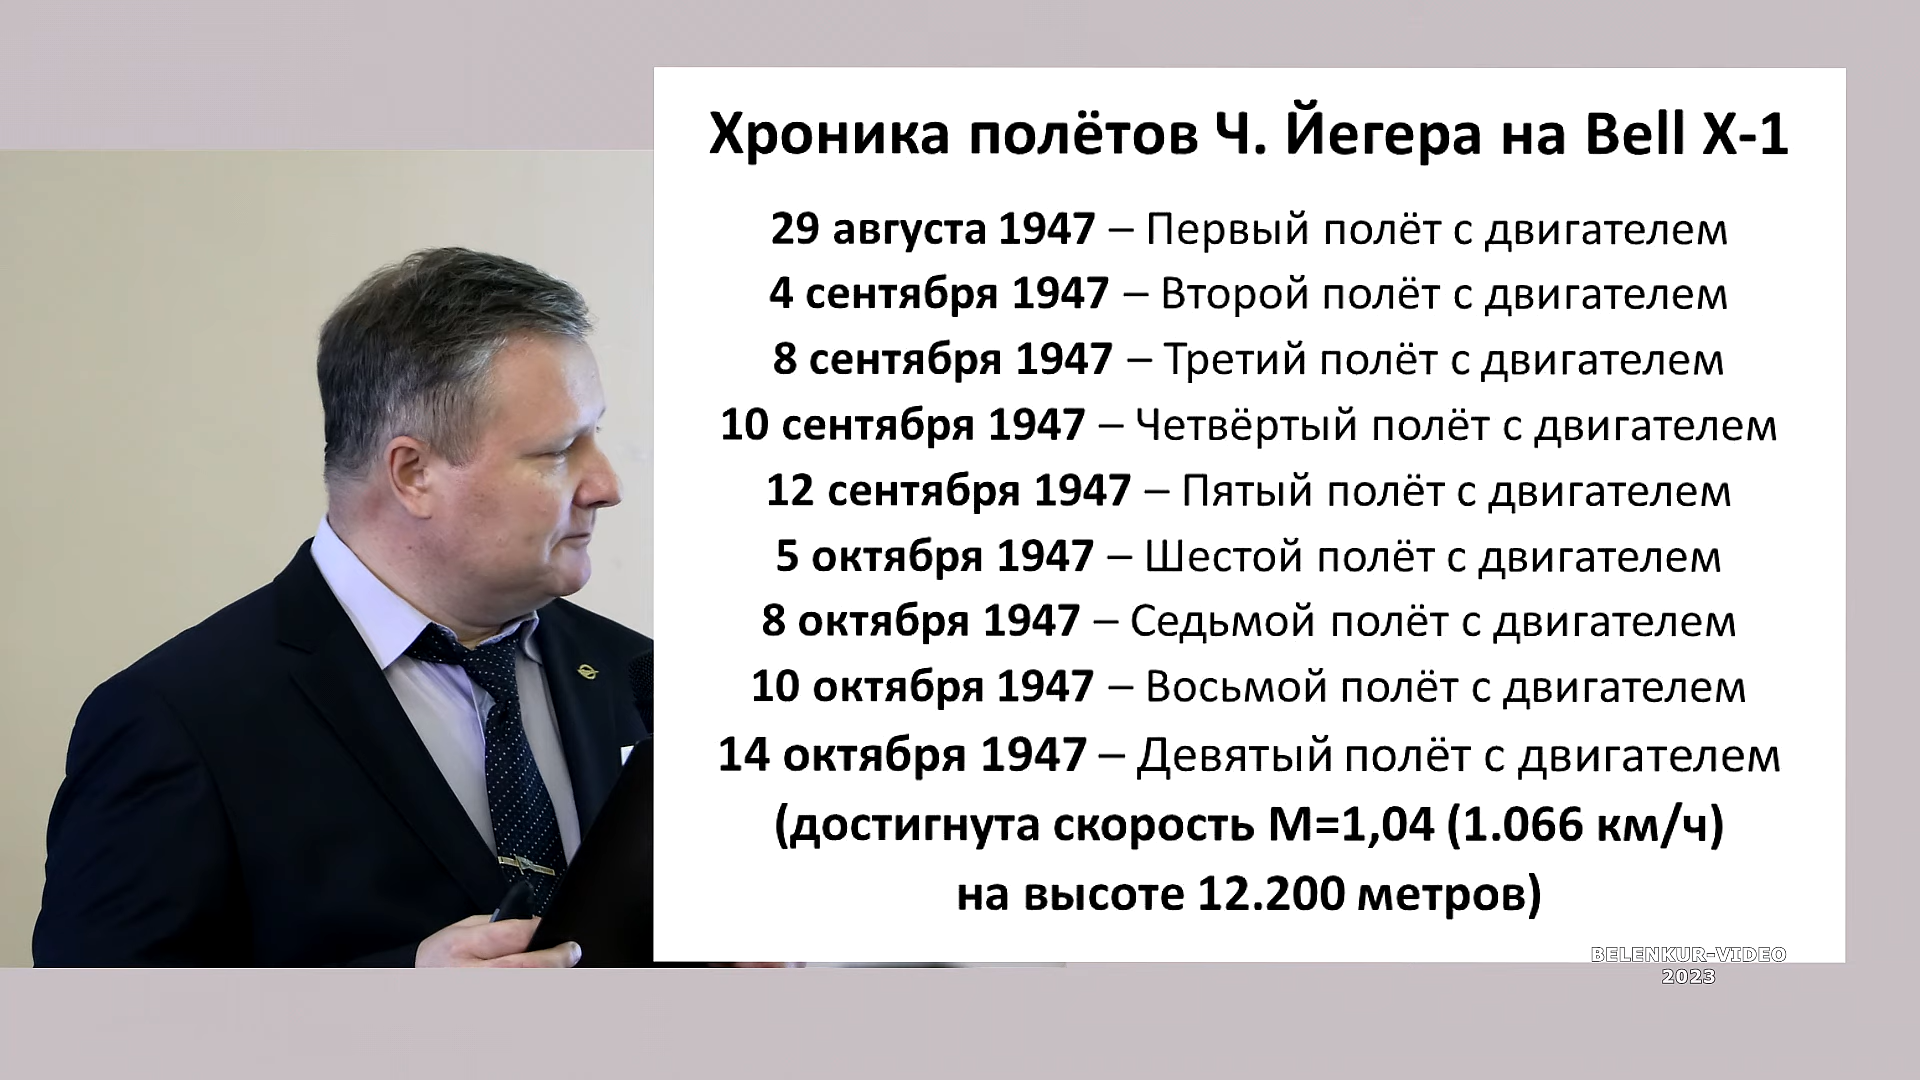 Хроника полётов Ч. Йегера на Bell X-1
29 августа 1947 – Первый полёт с двигателем
4 сентября 1947 – Второй полёт с двигателем
8 сентября 1947 – Третий полёт с двигателем
10 сентября 1947 – Четвёртый полёт с двигателем
12 сентября 1947 – Пятый полёт с двигателем
5 октября 1947 – Шестой полёт с двигателем
8 октября 1947 – Седьмой полёт с двигателем
10 октября 1947 – Восьмой полёт с двигателем
14 октября 1947 – Девятый полёт с двигателем
(достигнута скорость М=1,04 (1.066 км/ч)
на высоте 12.200 метров)
BELENKUR-VIDEO
2023